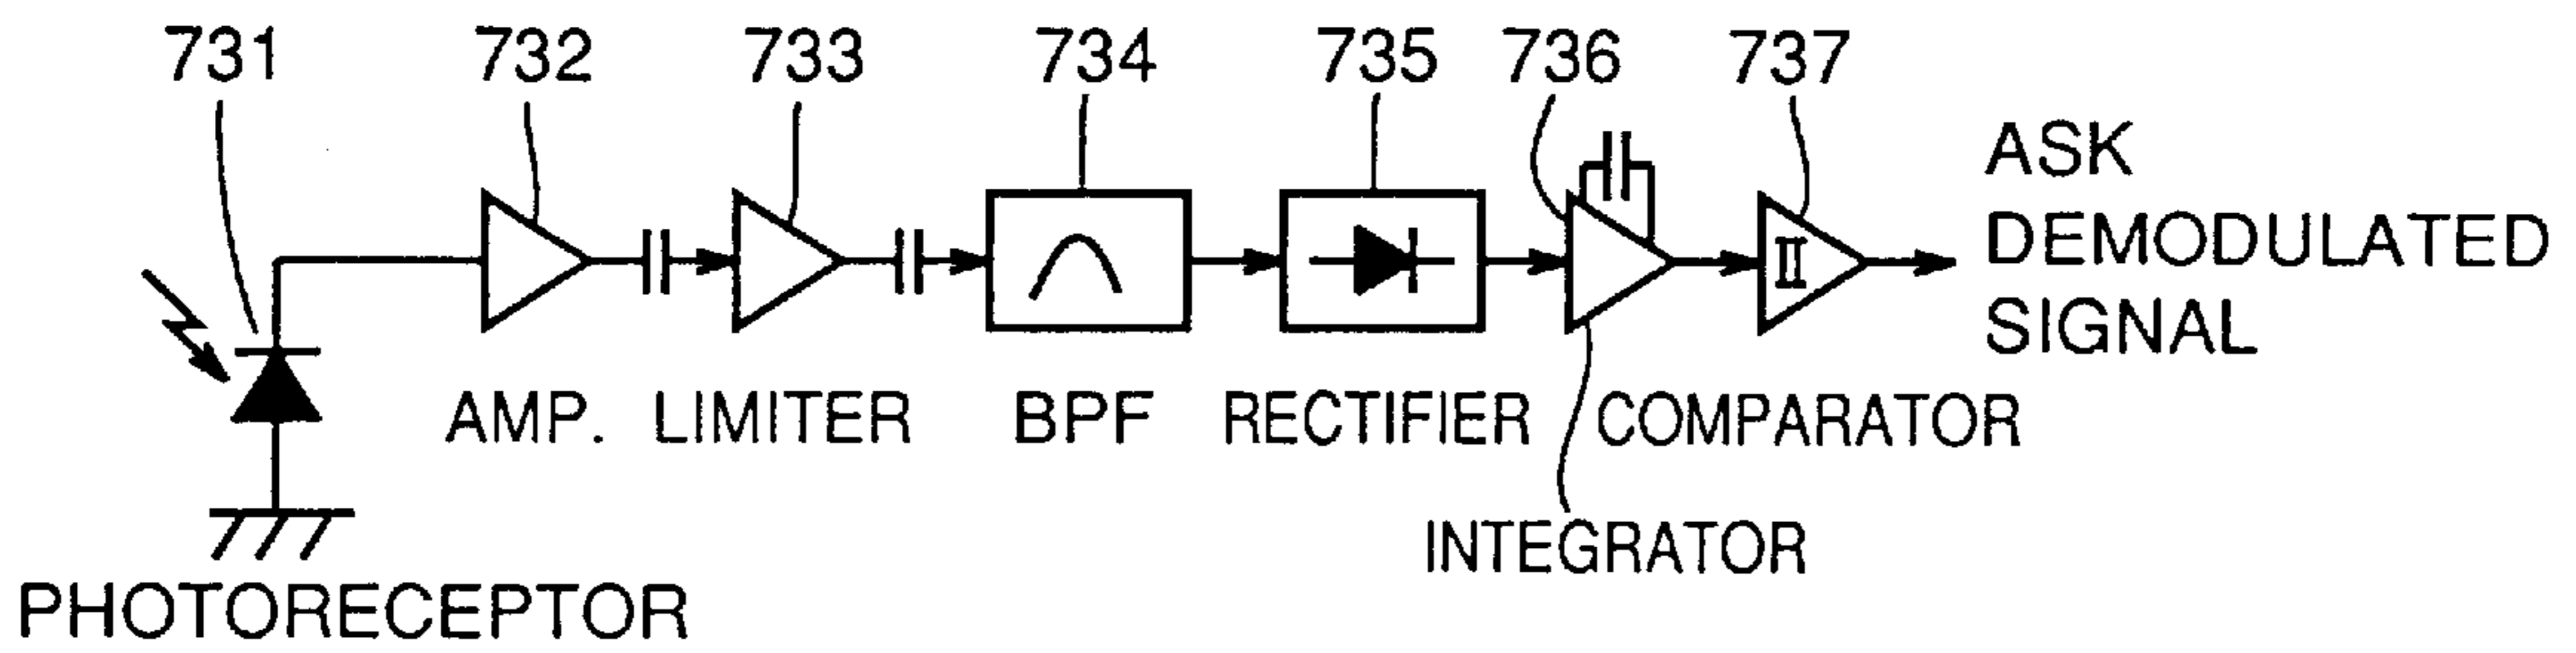 731 732 733 734 735 736 737
ASK
DEMODULATED
SIGNAL
AMP. LIMITER BPF RECTIFIER COMPARATOR
INTEGRATOR
PHOTORECEPTOR